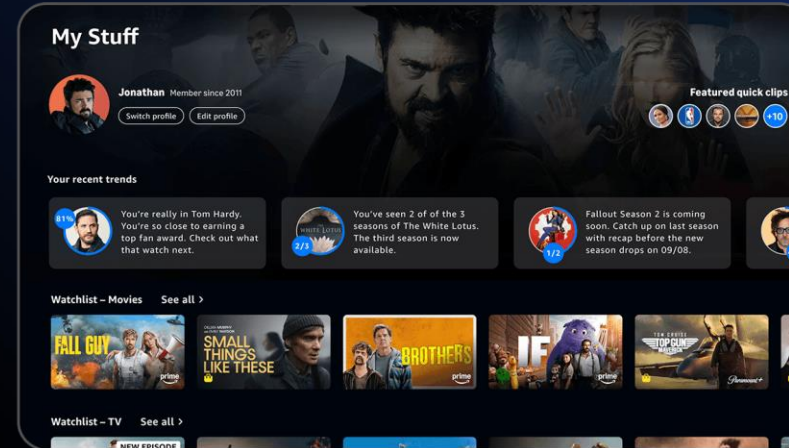 My Stuff
Jonathan Member since 2011
Switch profile Edit profile
Featured quick clips
+10
Your recent trends
81%
You're really in Tom Hardy.
You're so close to earning a
top fan award. Check out what
that watch next.
WHITE LOTUS
2/3
You've seen 2 of of the 3
seasons of The White Lotus.
The third season is now
available.
1/2
Fallout Season 2 is coming
soon. Catch up on last season
with recap before the new
season drops on 09/08.
Watchlist – Movies See all >
FALL GUY
prime
CILLIAN MURPHY
SMALL
THINGS
LIKE THESE
BROTHERS
prime
IF
prime
TOM CRUISE
TOP GUN
MAVERICK
Paramount+
Watchlist – TV See all >
NEW EPISODE